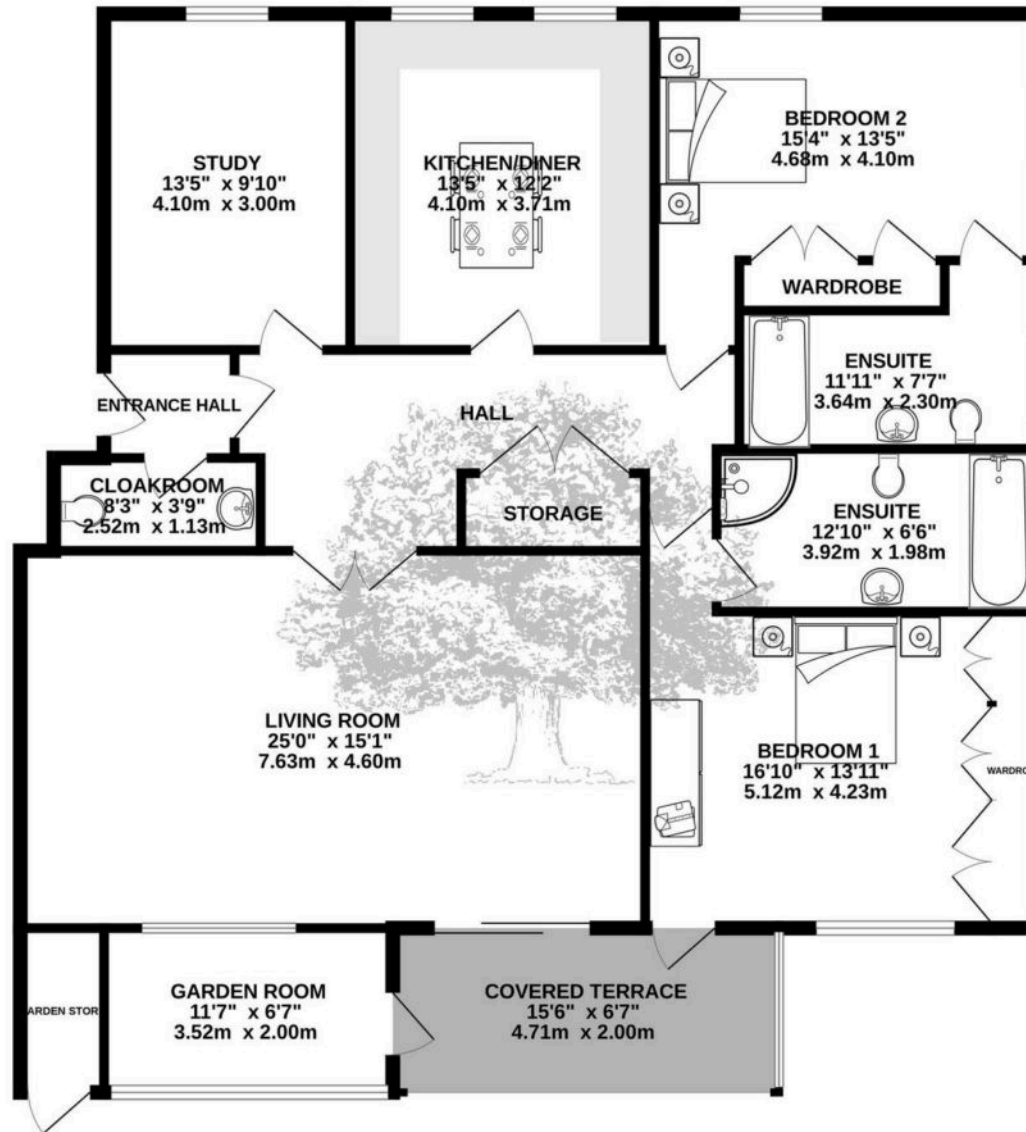 STUDY
13'5" x 9'10"
4.10m x 3.00m
KITCHEN/DINER
13'5" x 12'2"
4.10m x 3.71m
BEDROOM 2
15'4" x 13'5"
4.68m x 4.10m
WARDROBE
ENSUITE
11'11" x 7'7"
3.64m x 2.30m
ENTRANCE HALL
HALL
CLOAKROOM
8'3" x 3'9"
2.52m x 1.13m
STORAGE
ENSUITE
12'10" x 6'6"
3.92m x 1.98m
LIVING ROOM
25'0" x 15'1"
7.63m x 4.60m
BEDROOM 1
16'10" x 13'11"
5.12m x 4.23m
WARDRO
ARDEN STOR
GARDEN ROOM
11'7" x 6'7"
3.52m x 2.00m
COVERED TERRACE
15'6" x 6'7"
4.71m x 2.00m